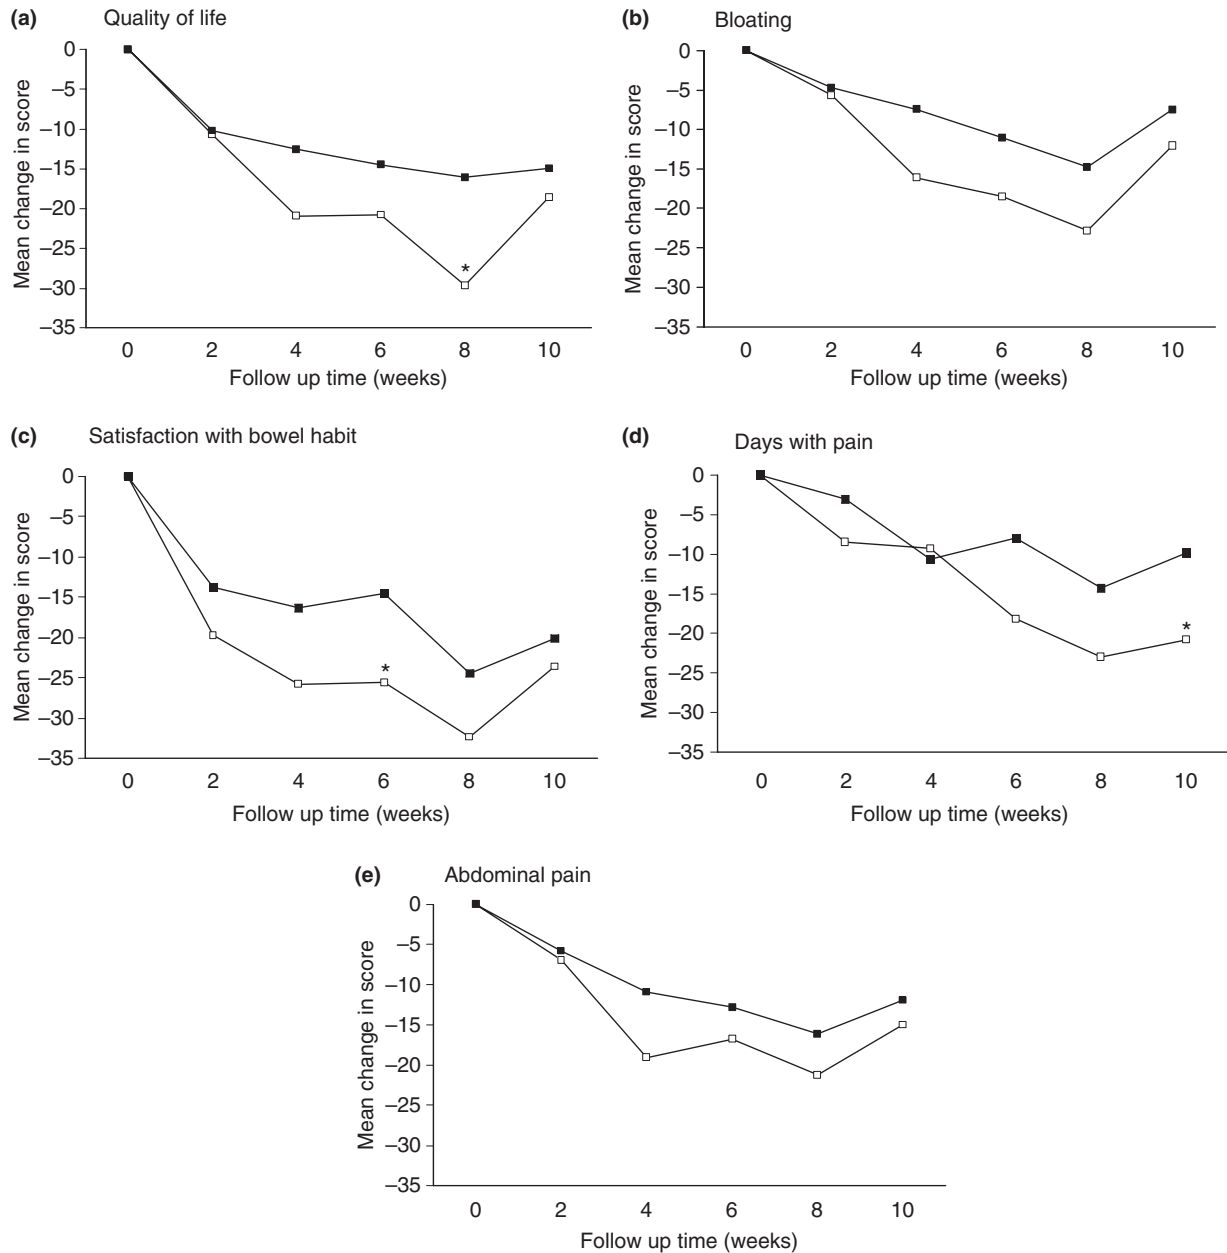 (a) Quality of life
0
−5
−10
−15
−20
−25
−30
−35
Mean change in score
*
0 2 4 6 8 10
Follow up time (weeks)
(b) Bloating
0
−5
−10
−15
−20
−25
−30
−35
Mean change in score
0 2 4 6 8 10
Follow up time (weeks)
(c) Satisfaction with bowel habit
0
−5
−10
−15
−20
−25
−30
−35
Mean change in score
*
0 2 4 6 8 10
Follow up time (weeks)
(d) Days with pain
0
−5
−10
−15
−20
−25
−30
−35
Mean change in score
*
0 2 4 6 8 10
Follow up time (weeks)
(e) Abdominal pain
0
−5
−10
−15
−20
−25
−30
−35
Mean change in score
0 2 4 6 8 10
Follow up time (weeks)